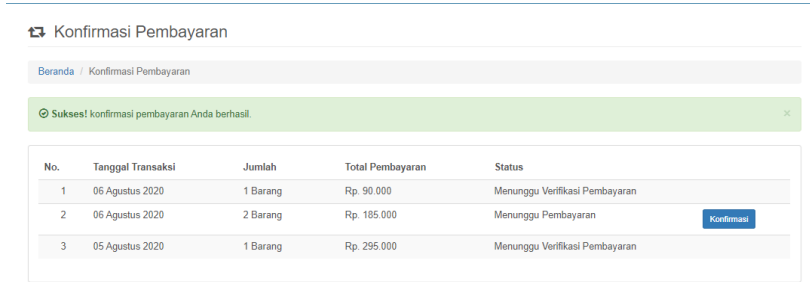 Konfirmasi Pembayaran
Beranda / Konfirmasi Pembayaran
Sukses! konfirmasi pembayaran Anda berhasil. ×
No. Tanggal Transaksi Jumlah Total Pembayaran Status
1 06 Agustus 2020 1 Barang Rp. 90.000 Menunggu Verifikasi Pembayaran
2 06 Agustus 2020 2 Barang Rp. 185.000 Menunggu Pembayaran Konfirmasi
3 05 Agustus 2020 1 Barang Rp. 295.000 Menunggu Verifikasi Pembayaran